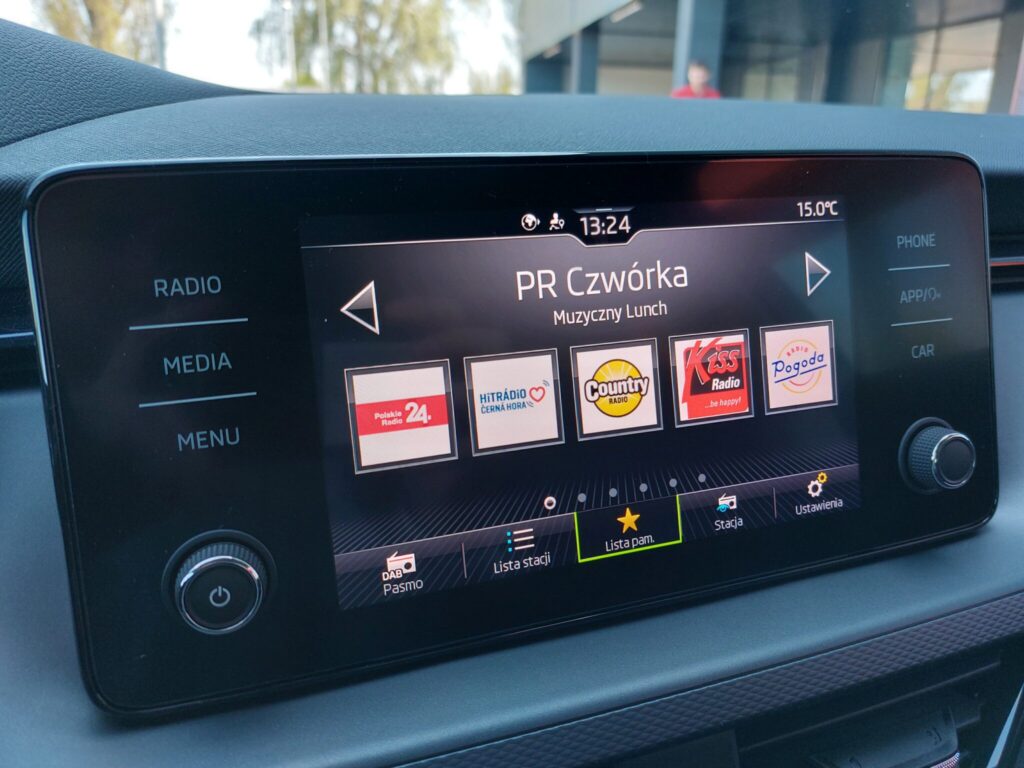 13:24
15.0°C
RADIO
MEDIA
MENU
PR Czwórka
Muzyczny Lunch
PHONE
APP/
CAR
Polskie
Radio 24.
HITRÁDIO
ČERNÁ HORA
Country
RADIO
Kiss
Radio
...be happy!
RADIO
Pogoda
DAB
Pasmo
Lista stacji
Lista pam.
Stacja
Ustawienia